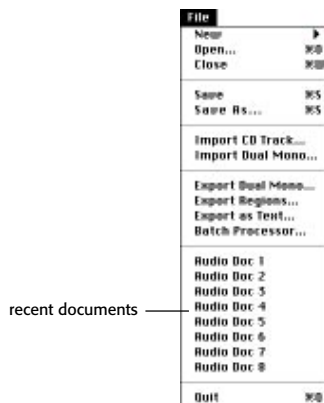 File
New
Open... ⌘O
Close ⌘W
Save ⌘S
Save As... ⌘S
Import CD Track...
Import Dual Mono...
Export Dual Mono...
Export Regions...
Export as Text...
Batch Processor...
Audio Doc 1
Audio Doc 2
Audio Doc 3
recent documents Audio Doc 4
Audio Doc 5
Audio Doc 6
Audio Doc 7
Audio Doc 8
Quit ⌘Q